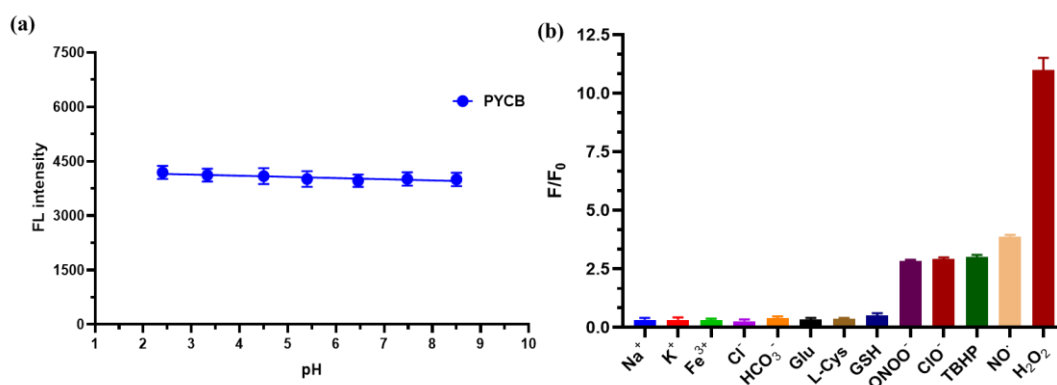 (a)
7500
6000
4500
3000
1500
0
FL intensity
1 2 3 4 5 6 7 8 9 10
pH
PYCB
(b)
12.5
10.0
7.5
5.0
2.5
0.0
F/F₀
Na⁺ K⁺ Fe³⁺ Cl⁻ HCO₃⁻ Glu L-Cys GSH ONOO⁻ ClO⁻ TBHP NO· H₂O₂